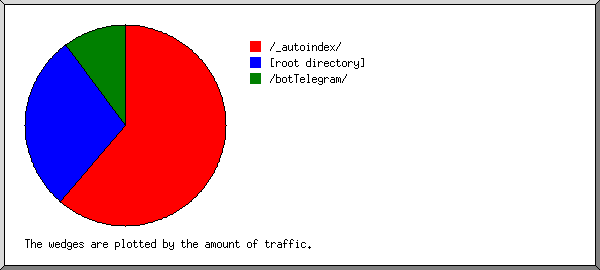 /_autoindex/
[root directory]
/botTelegram/
The wedges are plotted by the amount of traffic.